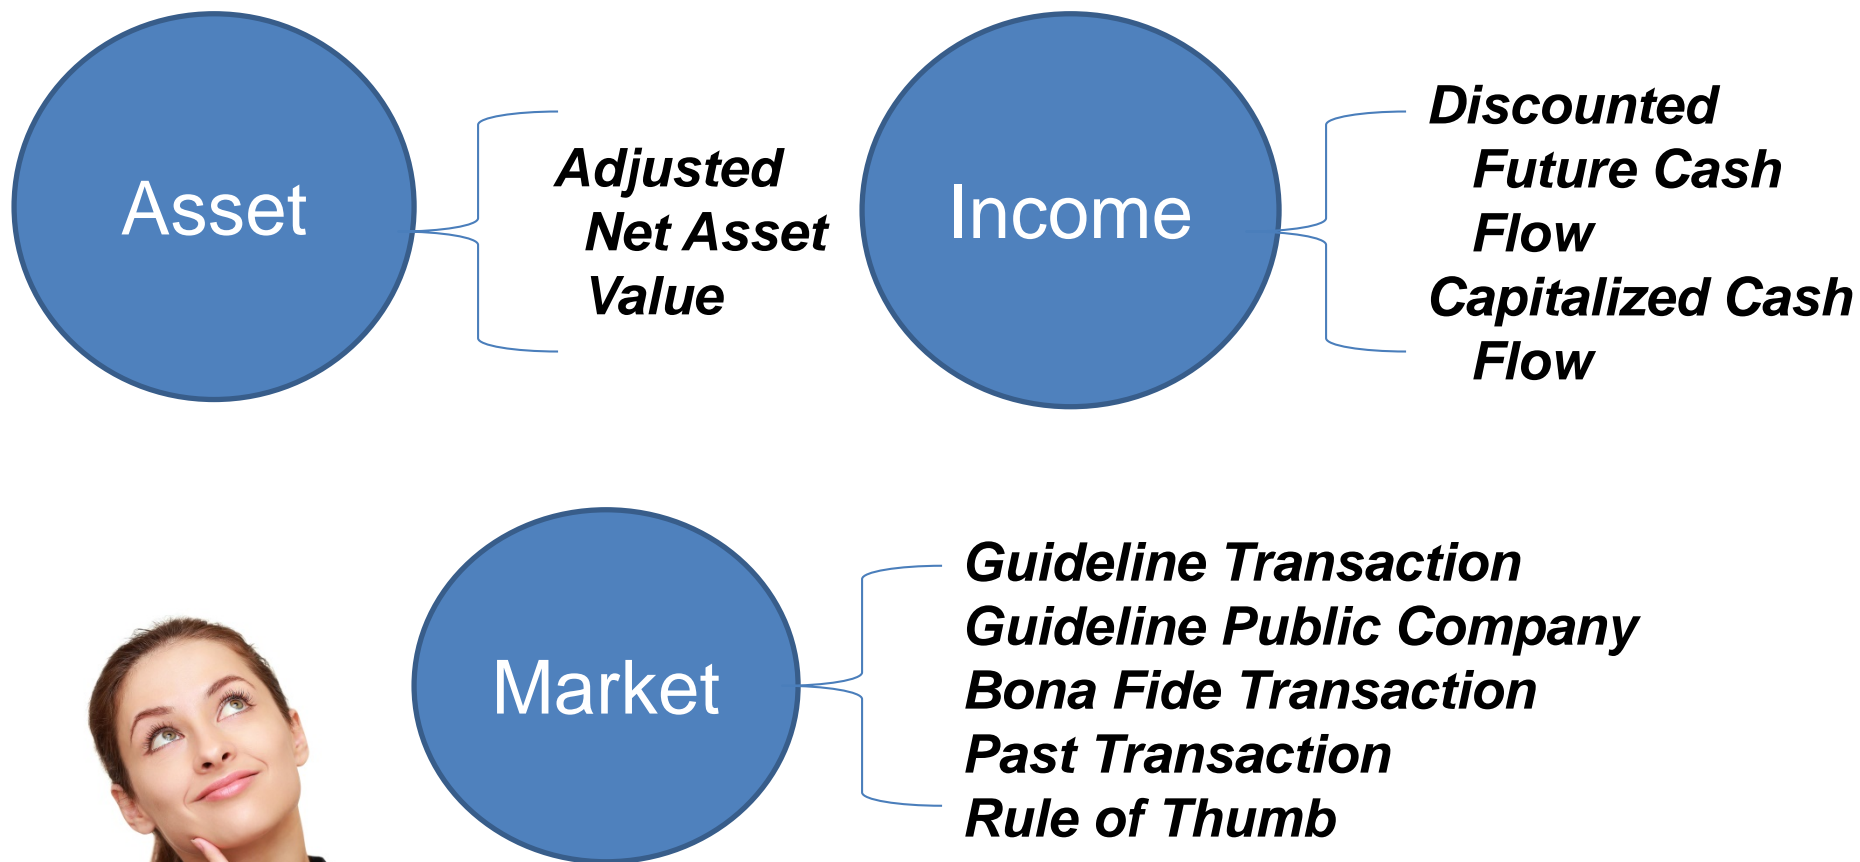 Asset
Adjusted
Net Asset
Value
Income
Discounted
Future Cash
Flow
Capitalized Cash
Flow
Market
Guideline Transaction
Guideline Public Company
Bona Fide Transaction
Past Transaction
Rule of Thumb